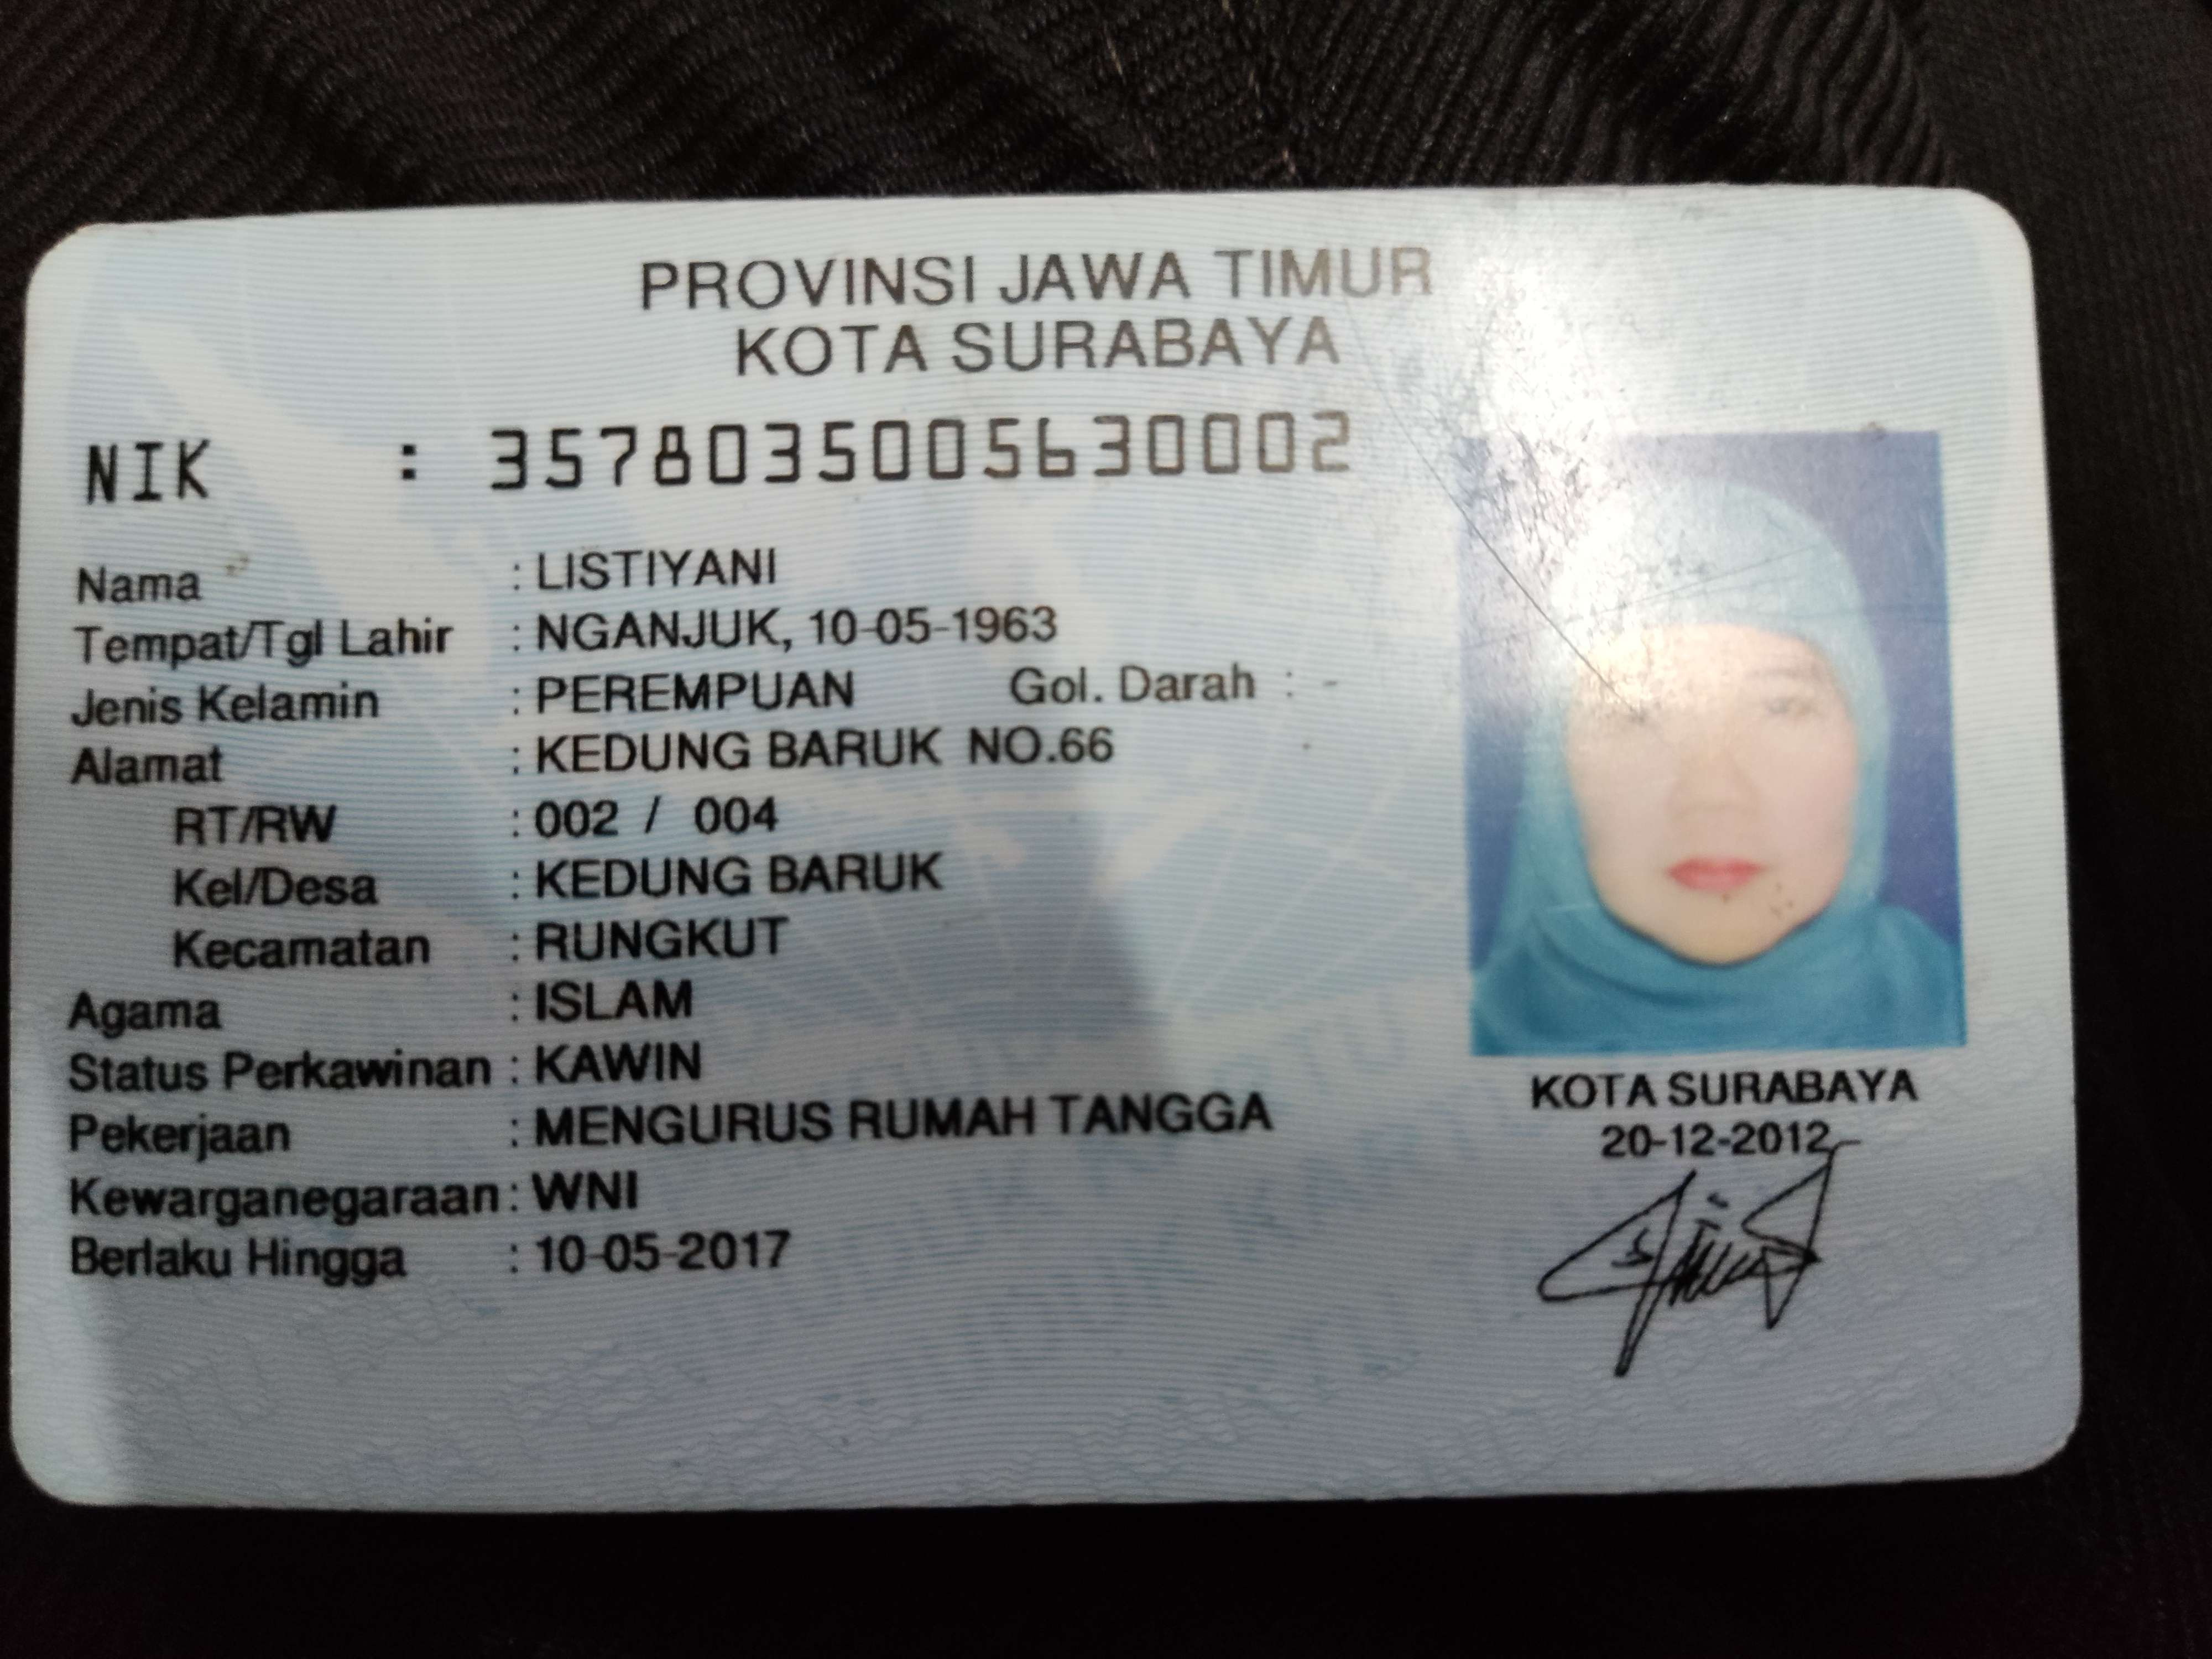 PROVINSI JAWA TIMUR
KOTA SURABAYA
NIK : 3578035005630002
Nama : LISTIYANI
Tempat/Tgl Lahir : NGANJUK, 10-05-1963
Jenis Kelamin : PEREMPUAN Gol. Darah : -
Alamat : KEDUNG BARUK NO.66
RT/RW : 002 / 004
Kel/Desa : KEDUNG BARUK
Kecamatan : RUNGKUT
Agama : ISLAM
Status Perkawinan : KAWIN
Pekerjaan : MENGURUS RUMAH TANGGA
Kewarganegaraan : WNI
Berlaku Hingga : 10-05-2017
KOTA SURABAYA
20-12-2012